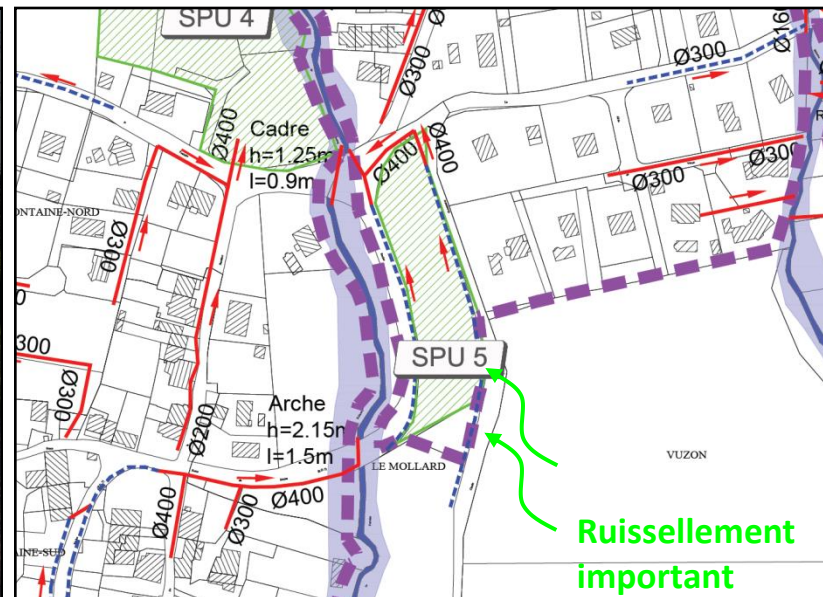 SPU 4
Ø300
Ø160
Ø300
Ø400
Cadre
h=1.25m
l=0.9m
Ø400
Ø400
Ø300
Ø300
ONTAINE-NORD
Ø300
300
Ø300
Ø200
SPU 5
Arche
h=2.15m
l=1.5m
LE MOLLARD
VUZON
Ø400
Ø300
Ø400
AINE-SUD
Ruissellement
important